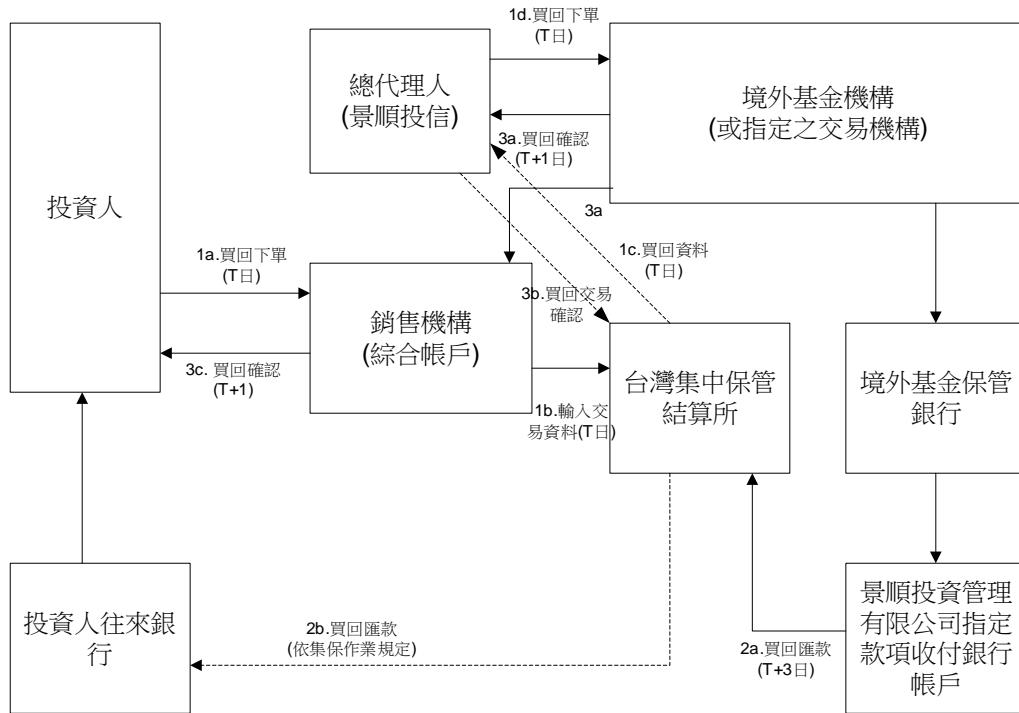 1d.買回下單
(T日)
總代理人
(景順投信)
境外基金機構
(或指定之交易機構)
3a.買回確認
(T+1日)
投資人
3a
1a.買回下單
(T日)
1c.買回資料
(T日)
3b.買回交易
確認
銷售機構
(綜合帳戶)
3c. 買回確認
(T+1)
台灣集中保管
結算所
境外基金保管
銀行
1b.輸入交
易資料(T日)
投資人往來銀
行
2b.買回匯款
(依集保作業規定)
2a.買回匯款
(T+3日)
景順投資管理
有限公司指定
款項收付銀行
帳戶